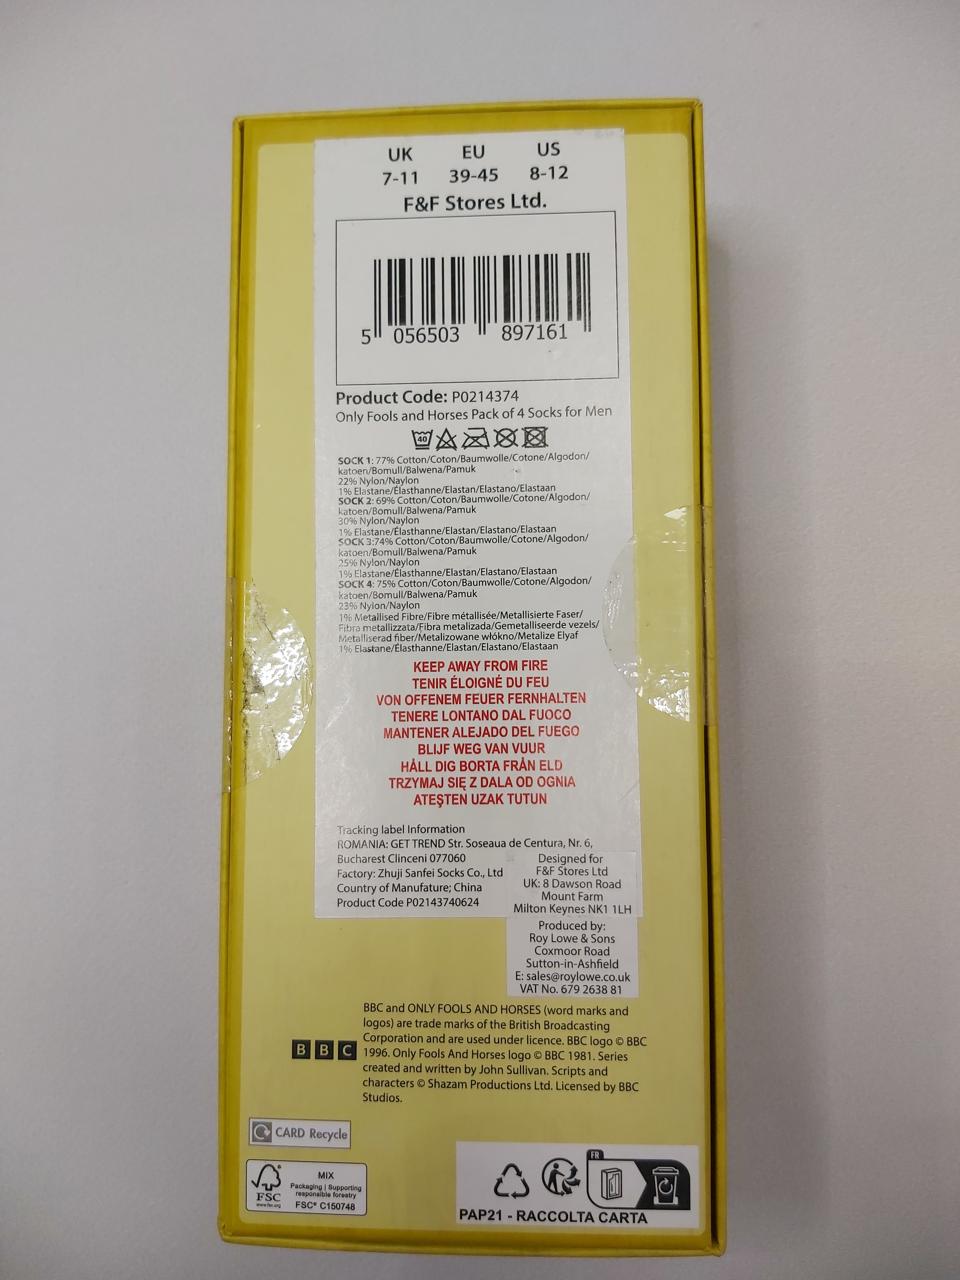 UK EU US
7-11 39-45 8-12
F&F Stores Ltd.
5 056503 897161
Product Code: P0214374
Only Fools and Horses Pack of 4 Socks for Men
40
SOCK 1: 77% Cotton/Coton/Baumwolle/Cotone/Algodon/
katoen/Bomull/Balwena/Pamuk
22% Nylon/Naylon
1% Elastane/Élasthanne/Elastan/Elastano/Elastaan
SOCK 2: 69% Cotton/Coton/Baumwolle/Cotone/Algodon/
katoen/Bomull/Balwena/Pamuk
30% Nylon/Naylon
1% Elastane/Élasthanne/Elastan/Elastano/Elastaan
SOCK 3:74% Cotton/Coton/Baumwolle/Cotone/Algodon/
katoen/Bomull/Balwena/Pamuk
25% Nylon/Naylon
1% Elastane/Élasthanne/Elastan/Elastano/Elastaan
SOCK 4: 75% Cotton/Coton/Baumwolle/Cotone/Algodon/
katoen/Bomull/Balwena/Pamuk
23% Nylon/Naylon
1% Metallised Fibre/Fibre métallisée/Metallisierte Faser/
Fibra metallizzata/Fibra metalizada/Gemetalliseerde vezels/
Metalliserad fiber/Metalizowane włókno/Metalize Elyaf
1% Elastane/Élasthanne/Elastan/Elastano/Elastaan
KEEP AWAY FROM FIRE
TENIR ÉLOIGNÉ DU FEU
VON OFFENEM FEUER FERNHALTEN
TENERE LONTANO DAL FUOCO
MANTENER ALEJADO DEL FUEGO
BLIJF WEG VAN VUUR
HÅLL DIG BORTA FRÅN ELD
TRZYMAJ SIĘ Z DALA OD OGNIA
ATEŞTEN UZAK TUTUN
Tracking label Information
ROMANIA: GET TREND Str. Soseaua de Centura, Nr. 6,
Bucharest Clinceni 077060
Factory: Zhuji Sanfei Socks Co., Ltd
Country of Manufature; China
Product Code P02143740624
Designed for
F&F Stores Ltd
UK: 8 Dawson Road
Mount Farm
Milton Keynes NK1 1LH
Produced by:
Roy Lowe & Sons
Coxmoor Road
Sutton-in-Ashfield
E: sales@roylowe.co.uk
VAT No. 679 2638 81
BBC
BBC and ONLY FOOLS AND HORSES (word marks and
logos) are trade marks of the British Broadcasting
Corporation and are used under licence. BBC logo © BBC
1996. Only Fools And Horses logo © BBC 1981. Series
created and written by John Sullivan. Scripts and
characters © Shazam Productions Ltd. Licensed by BBC
Studios.
CARD Recycle
FSC
www.fsc.org
MIX
Packaging | Supporting
responsible forestry
FSC® C150748
FR
PAP21 - RACCOLTA CARTA